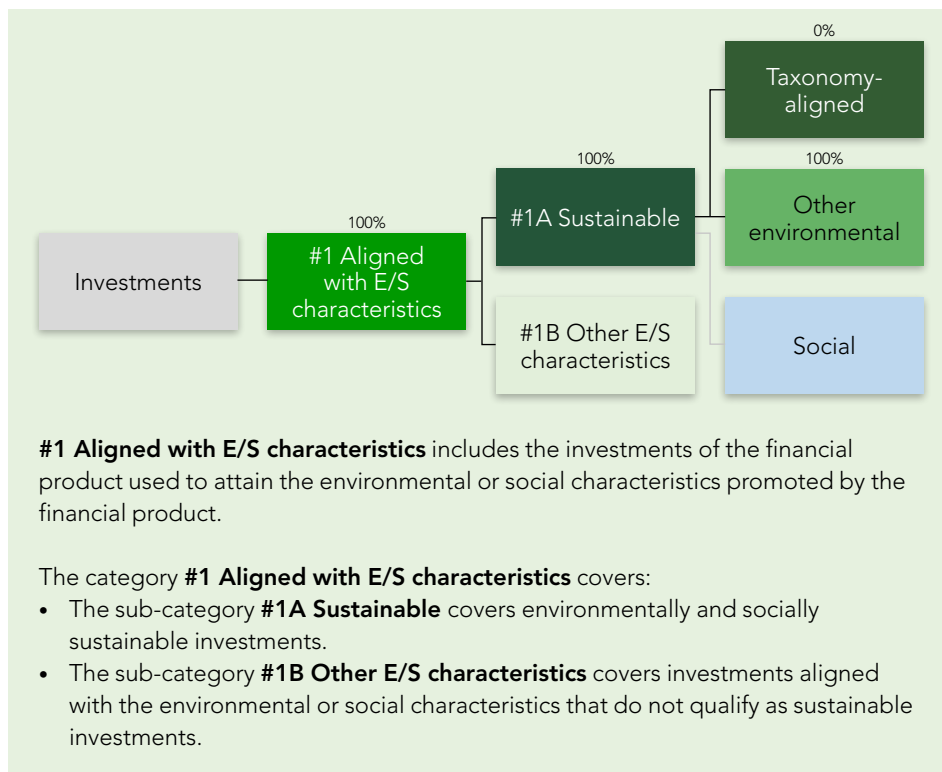 0%
Taxonomy-
aligned
100%
#1A Sustainable
100%
Other
environmental
Investments
100%
#1 Aligned
with E/S
characteristics
#1B Other E/S
characteristics
Social
#1 Aligned with E/S characteristics includes the investments of the financial
product used to attain the environmental or social characteristics promoted by the
financial product.
The category #1 Aligned with E/S characteristics covers:
• The sub-category #1A Sustainable covers environmentally and socially
sustainable investments.
• The sub-category #1B Other E/S characteristics covers investments aligned
with the environmental or social characteristics that do not qualify as sustainable
investments.